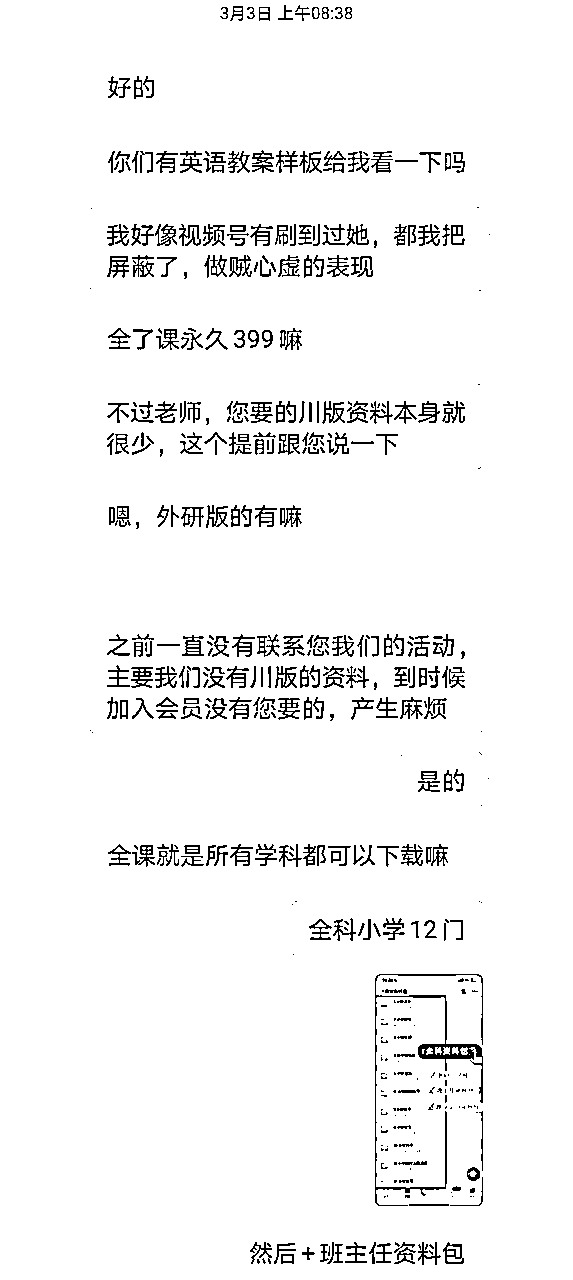 3月3日 上午08:38
好的
你们有英语教案样板给我看一下吗
我好像视频号有刷到过她，都我把
屏蔽了，做贼心虚的表现
全了课永久399嘛
不过老师，您要的川版资料本身就
很少，这个提前跟您说一下
嗯，外研版的有嘛
之前一直没有联系您我们的活动，
主要我们没有川版的资料，到时候
加入会员没有您要的，产生麻烦
是的
全课就是所有学科都可以下载嘛
全科小学12门
然后+班主任资料包